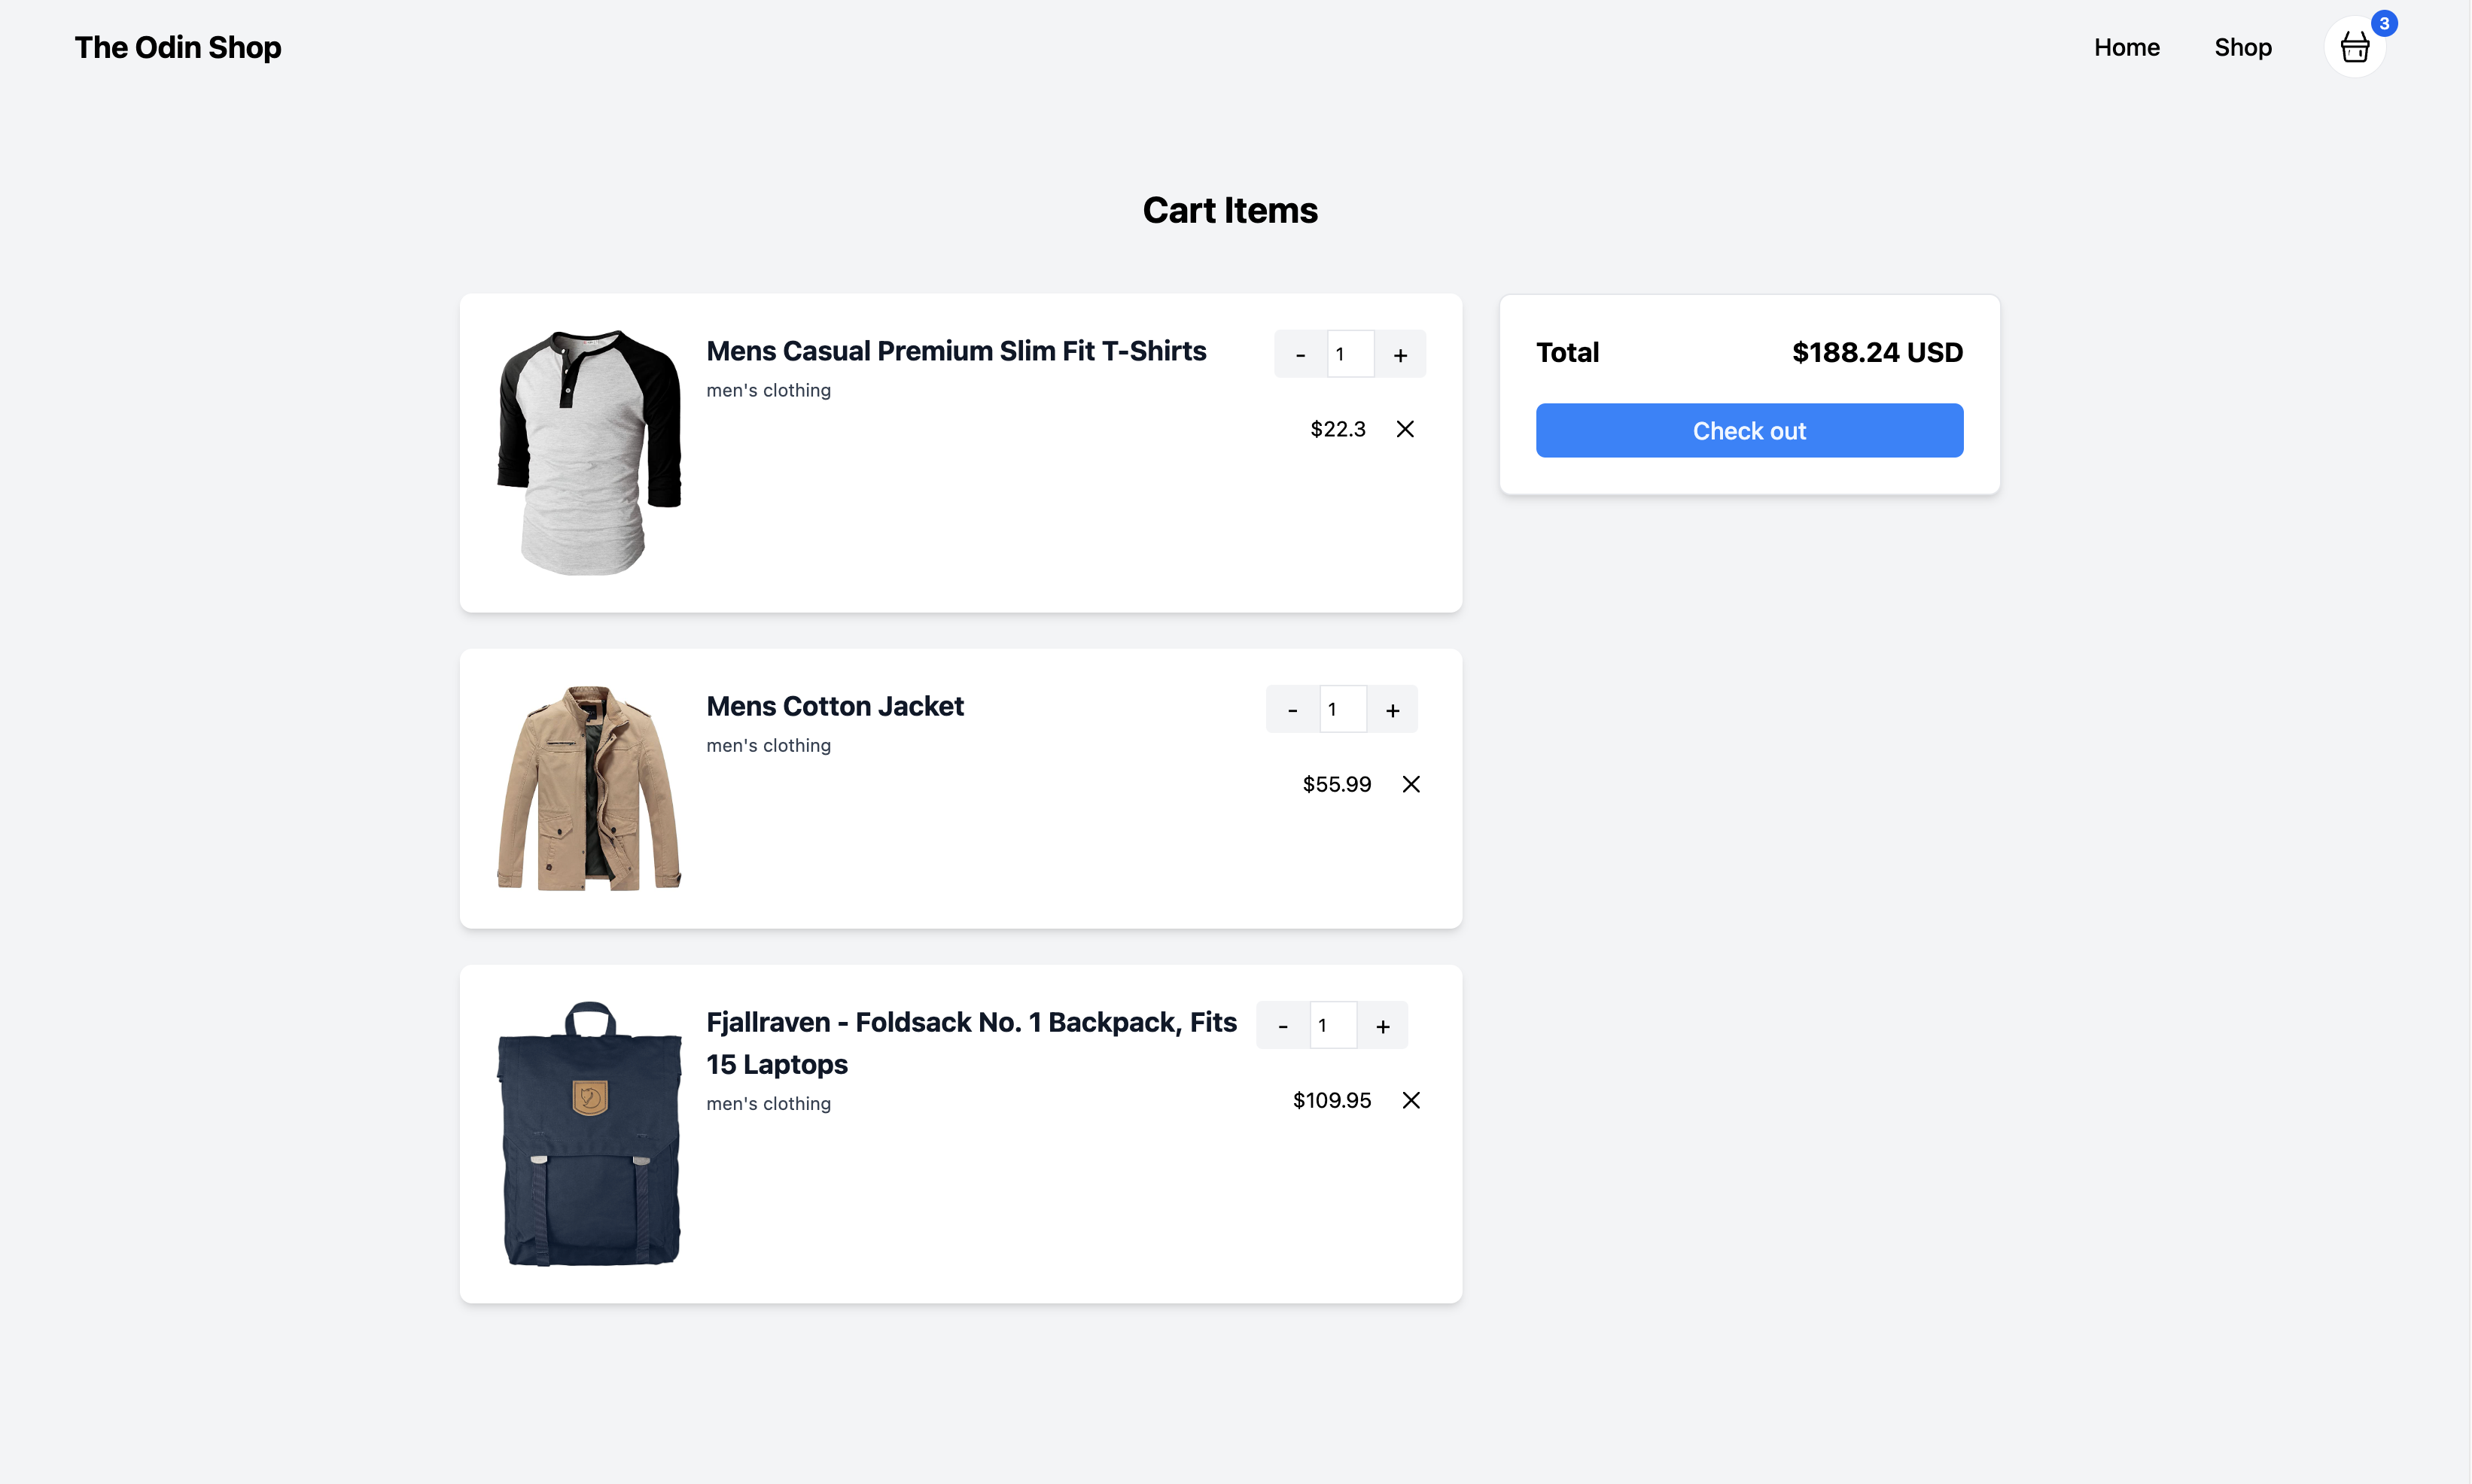 The Odin Shop
Home
Shop
3
Cart Items
Mens Casual Premium Slim Fit T-Shirts
men's clothing
- 1 +
$22.3
Total
$188.24 USD
Check out
Mens Cotton Jacket
men's clothing
- 1 +
$55.99
Fjallraven - Foldsack No. 1 Backpack, Fits
15 Laptops
men's clothing
- 1 +
$109.95